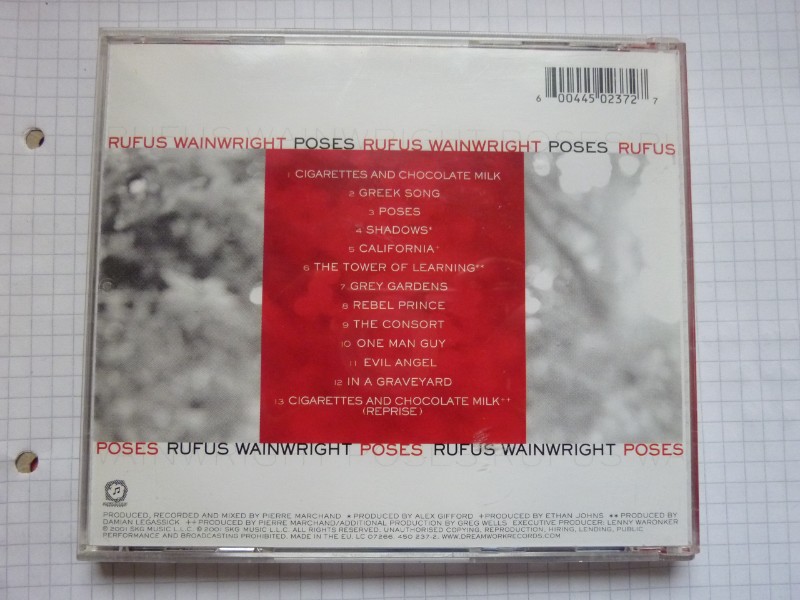 6 00445 02372 7
RUFUS WAINWRIGHT POSES RUFUS WAINWRIGHT POSES RUFUS
1 CIGARETTES AND CHOCOLATE MILK
2 GREEK SONG
3 POSES
4 SHADOWS*
5 CALIFORNIA+
6 THE TOWER OF LEARNING**
7 GREY GARDENS
8 REBEL PRINCE
9 THE CONSORT
10 ONE MAN GUY
11 EVIL ANGEL
12 IN A GRAVEYARD
13 CIGARETTES AND CHOCOLATE MILK++
(REPRISE)
POSES RUFUS WAINWRIGHT POSES RUFUS WAINWRIGHT POSES
PRODUCED, RECORDED AND MIXED BY PIERRE MARCHAND *PRODUCED BY ALEX GIFFORD +PRODUCED BY ETHAN JOHNS **PRODUCED BY
DAMIAN LEGASSICK ++PRODUCED BY PIERRE MARCHAND/ADDITIONAL PRODUCTION BY GREG WELLS. EXECUTIVE PRODUCER: LENNY WARONKER
© 2001 SKG MUSIC L.L.C. ℗ 2001 SKG MUSIC L.L.C. ALL RIGHTS RESERVED. UNAUTHORISED COPYING, REPRODUCTION, HIRING, LENDING, PUBLIC
PERFORMANCE AND BROADCASTING PROHIBITED. MADE IN THE EU. LC 07266. 450 237-2. WWW.DREAMWORKRECORDS.COM